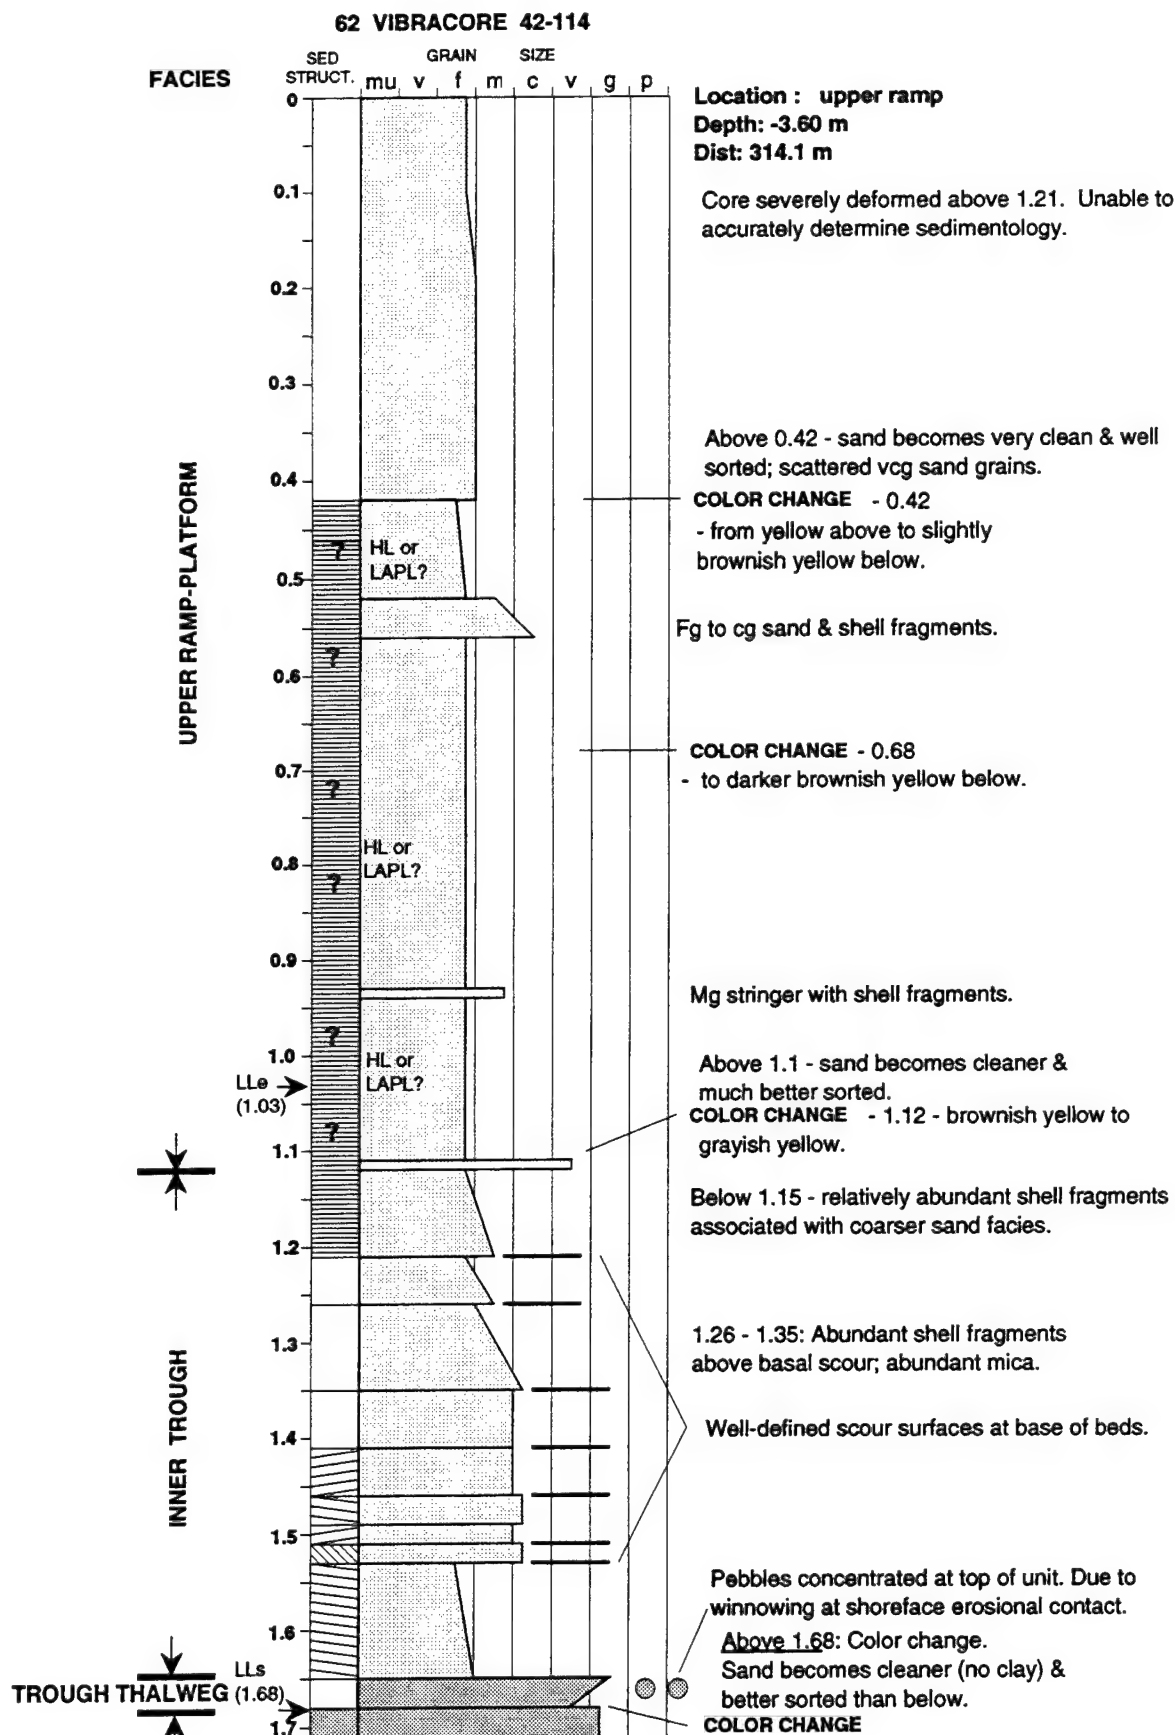 62 VIBRACORE 42-114
FACIES
SED STRUCT.
GRAIN SIZE
mu v f m c v g p
Location : upper ramp
Depth: -3.60 m
Dist: 314.1 m
0
0.1
Core severely deformed above 1.21. Unable to
accurately determine sedimentology.
0.2
0.3
Above 0.42 - sand becomes very clean & well
sorted; scattered vcg sand grains.
0.4
COLOR CHANGE - 0.42
- from yellow above to slightly
brownish yellow below.
UPPER RAMP-PLATFORM
?
HL or
LAPL?
0.5
Fg to cg sand & shell fragments.
?
0.6
COLOR CHANGE - 0.68
- to darker brownish yellow below.
0.7
?
HL or
LAPL?
0.8
?
0.9
Mg stringer with shell fragments.
?
1.0
HL or
LAPL?
LLe
(1.03)
Above 1.1 - sand becomes cleaner &
much better sorted.
COLOR CHANGE - 1.12 - brownish yellow to
grayish yellow.
?
1.1
Below 1.15 - relatively abundant shell fragments
associated with coarser sand facies.
1.2
1.3
1.26 - 1.35: Abundant shell fragments
above basal scour; abundant mica.
INNER TROUGH
1.4
Well-defined scour surfaces at base of beds.
1.5
1.6
Pebbles concentrated at top of unit. Due to
winnowing at shoreface erosional contact.
Above 1.68: Color change.
Sand becomes cleaner (no clay) &
better sorted than below.
LLs
TROUGH THALWEG (1.68)
1.7
COLOR CHANGE